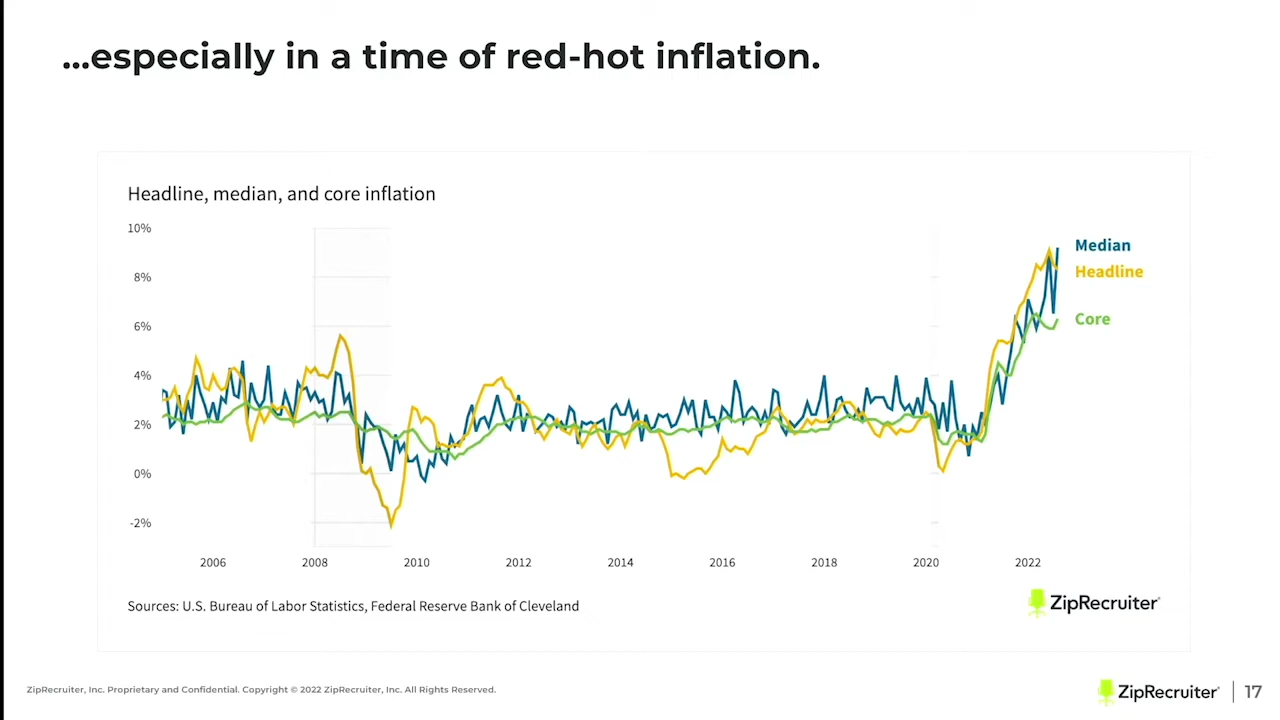 ...especially in a time of red-hot inflation.
Headline, median, and core inflation
10%
8%
6%
4%
2%
0%
-2%
Median
Headline
Core
2006 2008 2010 2012 2014 2016 2018 2020 2022
Sources: U.S. Bureau of Labor Statistics, Federal Reserve Bank of Cleveland
ZipRecruiter
ZipRecruiter, Inc. Proprietary and Confidential. Copyright © 2022 ZipRecruiter, Inc. All Rights Reserved.
ZipRecruiter 17